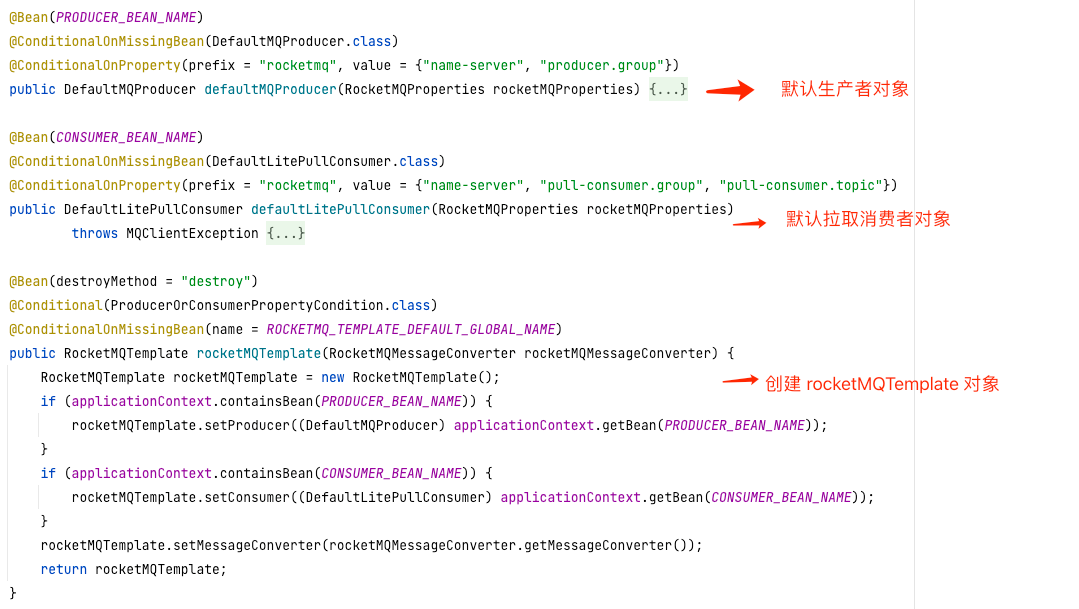 @Bean(PRODUCER_BEAN_NAME)
@ConditionalOnMissingBean(DefaultMQProducer.class)
@ConditionalOnProperty(prefix = "rocketmq", value = {"name-server", "producer.group"})
public DefaultMQProducer defaultMQProducer(RocketMQProperties rocketMQProperties) {...}
默认生产者对象
@Bean(CONSUMER_BEAN_NAME)
@ConditionalOnMissingBean(DefaultLitePullConsumer.class)
@ConditionalOnProperty(prefix = "rocketmq", value = {"name-server", "pull-consumer.group", "pull-consumer.topic"})
public DefaultLitePullConsumer defaultLitePullConsumer(RocketMQProperties rocketMQProperties)
默认拉取消费者对象
throws MQClientException {...}
@Bean(destroyMethod = "destroy")
@Conditional(ProducerOrConsumerPropertyCondition.class)
@ConditionalOnMissingBean(name = ROCKETMQ_TEMPLATE_DEFAULT_GLOBAL_NAME)
public RocketMQTemplate rocketMQTemplate(RocketMQMessageConverter rocketMQMessageConverter) {
RocketMQTemplate rocketMQTemplate = new RocketMQTemplate();
创建 rocketMQTemplate 对象
if (applicationContext.containsBean(PRODUCER_BEAN_NAME)) {
rocketMQTemplate.setProducer((DefaultMQProducer) applicationContext.getBean(PRODUCER_BEAN_NAME));
}
if (applicationContext.containsBean(CONSUMER_BEAN_NAME)) {
rocketMQTemplate.setConsumer((DefaultLitePullConsumer) applicationContext.getBean(CONSUMER_BEAN_NAME));
}
rocketMQTemplate.setMessageConverter(rocketMQMessageConverter.getMessageConverter());
return rocketMQTemplate;
}